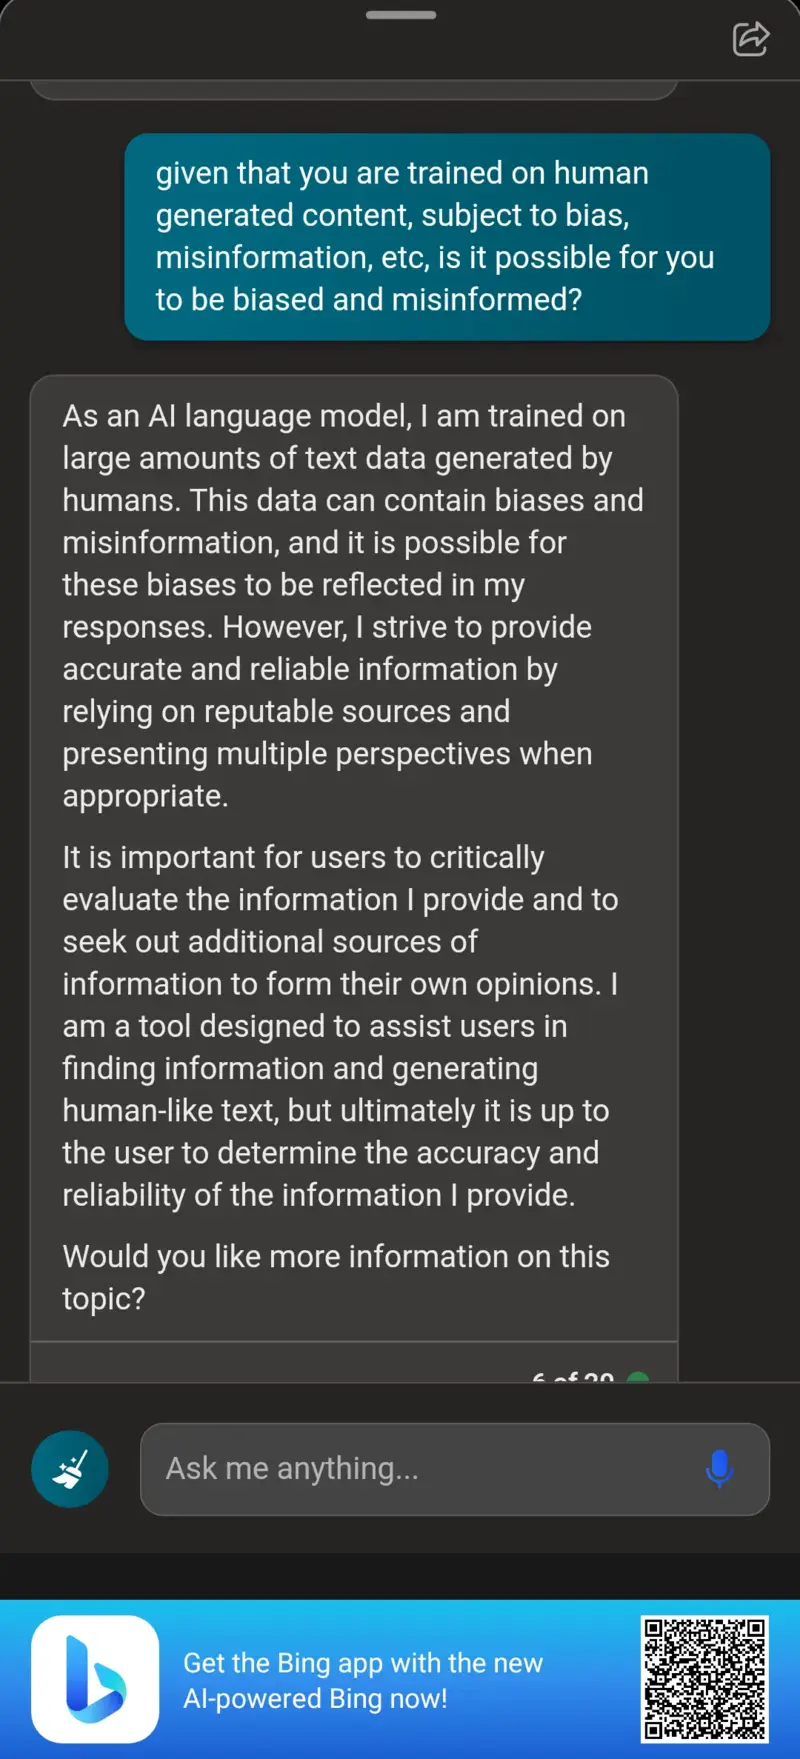 given that you are trained on human
generated content, subject to bias,
misinformation, etc, is it possible for you
to be biased and misinformed?
As an AI language model, I am trained on
large amounts of text data generated by
humans. This data can contain biases and
misinformation, and it is possible for
these biases to be reflected in my
responses. However, I strive to provide
accurate and reliable information by
relying on reputable sources and
presenting multiple perspectives when
appropriate.
It is important for users to critically
evaluate the information I provide and to
seek out additional sources of
information to form their own opinions. I
am a tool designed to assist users in
finding information and generating
human-like text, but ultimately it is up to
the user to determine the accuracy and
reliability of the information I provide.
Would you like more information on this
topic?
6 of 20
Ask me anything...
Get the Bing app with the new
AI-powered Bing now!